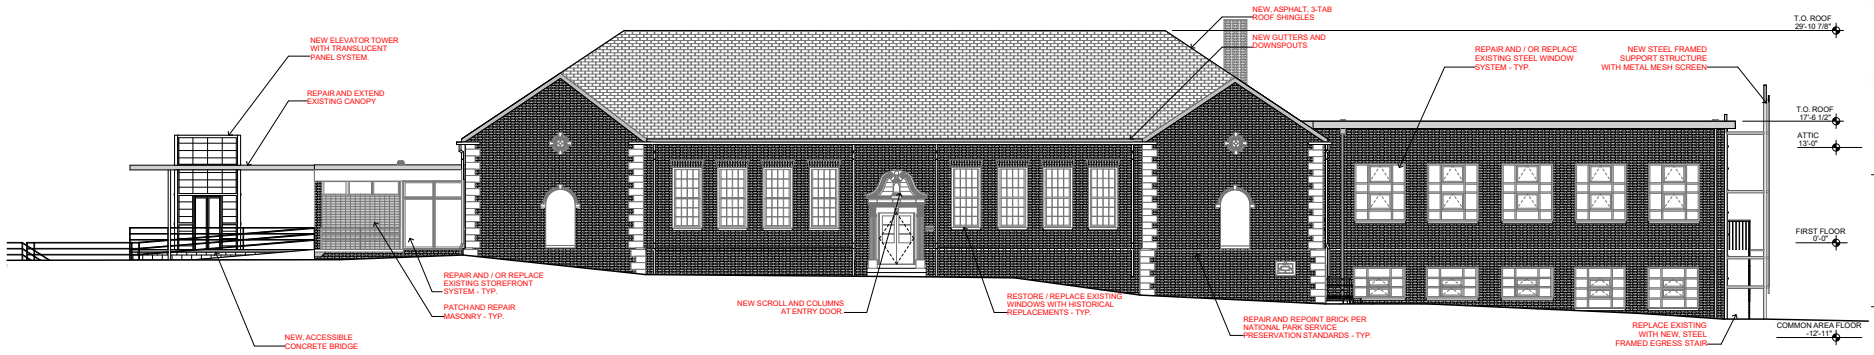 NEW ELEVATOR TOWER
WITH TRANSLUCENT
PANEL SYSTEM.
REPAIR AND EXTEND
EXISTING CANOPY
NEW, ASPHALT, 3-TAB
ROOF SHINGLES
NEW GUTTERS AND
DOWNSPOUTS
REPAIR AND / OR REPLACE
EXISTING STEEL WINDOW
SYSTEM - TYP.
NEW STEEL FRAMED
SUPPORT STRUCTURE
WITH METAL MESH SCREEN
T.O. ROOF
29'-10 7/8"
T.O. ROOF
17'-6 1/2"
ATTIC
13'-0"
FIRST FLOOR
0'-0"
COMMON AREA FLOOR
-12'-11"
REPAIR AND / OR REPLACE
EXISTING STOREFRONT
SYSTEM - TYP.
PATCH AND REPAIR
MASONRY - TYP.
NEW, ACCESSIBLE
CONCRETE BRIDGE
NEW SCROLL AND COLUMNS
AT ENTRY DOOR.
RESTORE / REPLACE EXISTING
WINDOWS WITH HISTORICAL
REPLACEMENTS - TYP.
REPAIR AND REPOINT BRICK PER
NATIONAL PARK SERVICE
PRESERVATION STANDARDS - TYP.
REPLACE EXISTING
WITH NEW, STEEL
FRAMED EGRESS STAIR